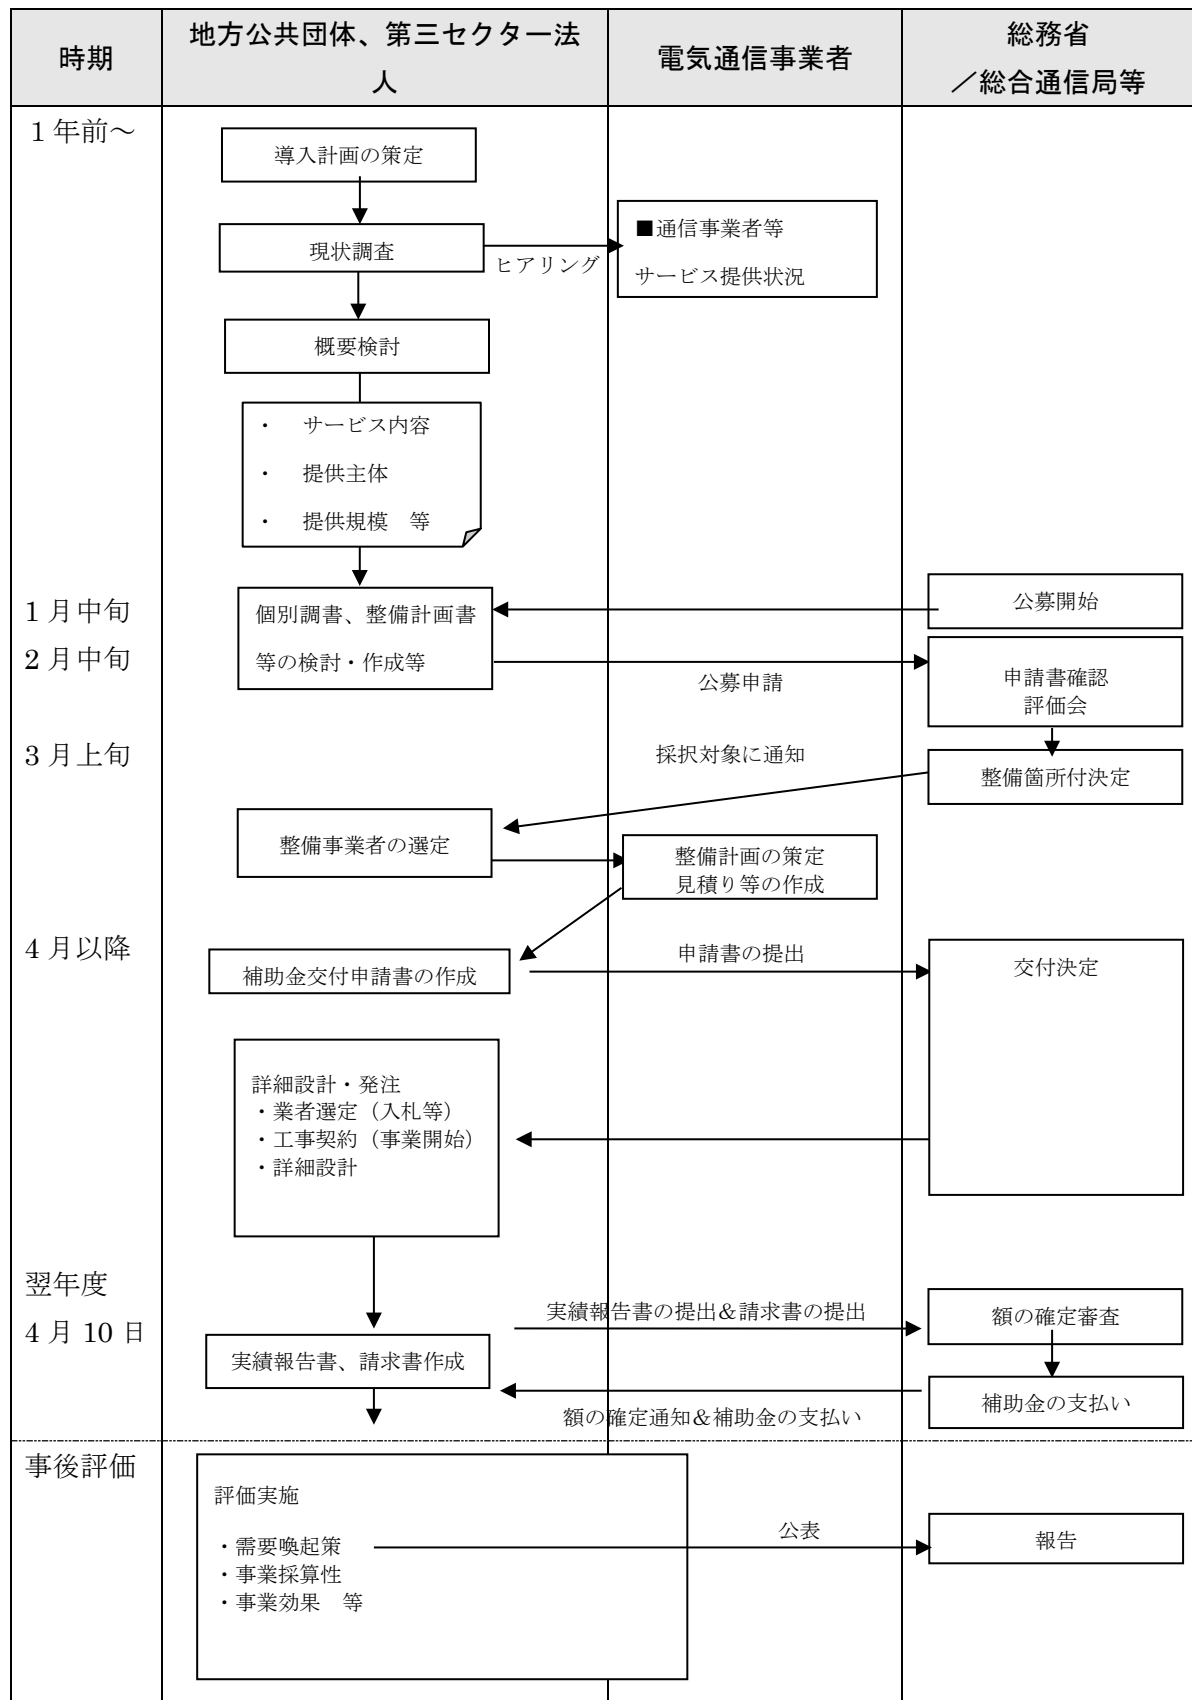 時期
地方公共団体、第三セクター法
人
電気通信事業者
総務省
／総合通信局等
1 年前～
導入計画の策定
現状調査
ヒアリング
■通信事業者等
サービス提供状況
概要検討
・　サービス内容
・　提供主体
・　提供規模　等
1 月中旬
2 月中旬
個別調書、整備計画書
等の検討・作成等
公募開始
公募申請
申請書確認
評価会
3 月上旬
採択対象に通知
整備箇所付決定
整備事業者の選定
整備計画の策定
見積り等の作成
4 月以降
補助金交付申請書の作成
申請書の提出
交付決定
詳細設計・発注
・業者選定（入札等）
・工事契約（事業開始）
・詳細設計
翌年度
4 月 10 日
実績報告書の提出＆請求書の提出
額の確定審査
実績報告書、請求書作成
額の確定通知＆補助金の支払い
補助金の支払い
事後評価
評価実施
・需要喚起策
・事業採算性
・事業効果　等
公表
報告